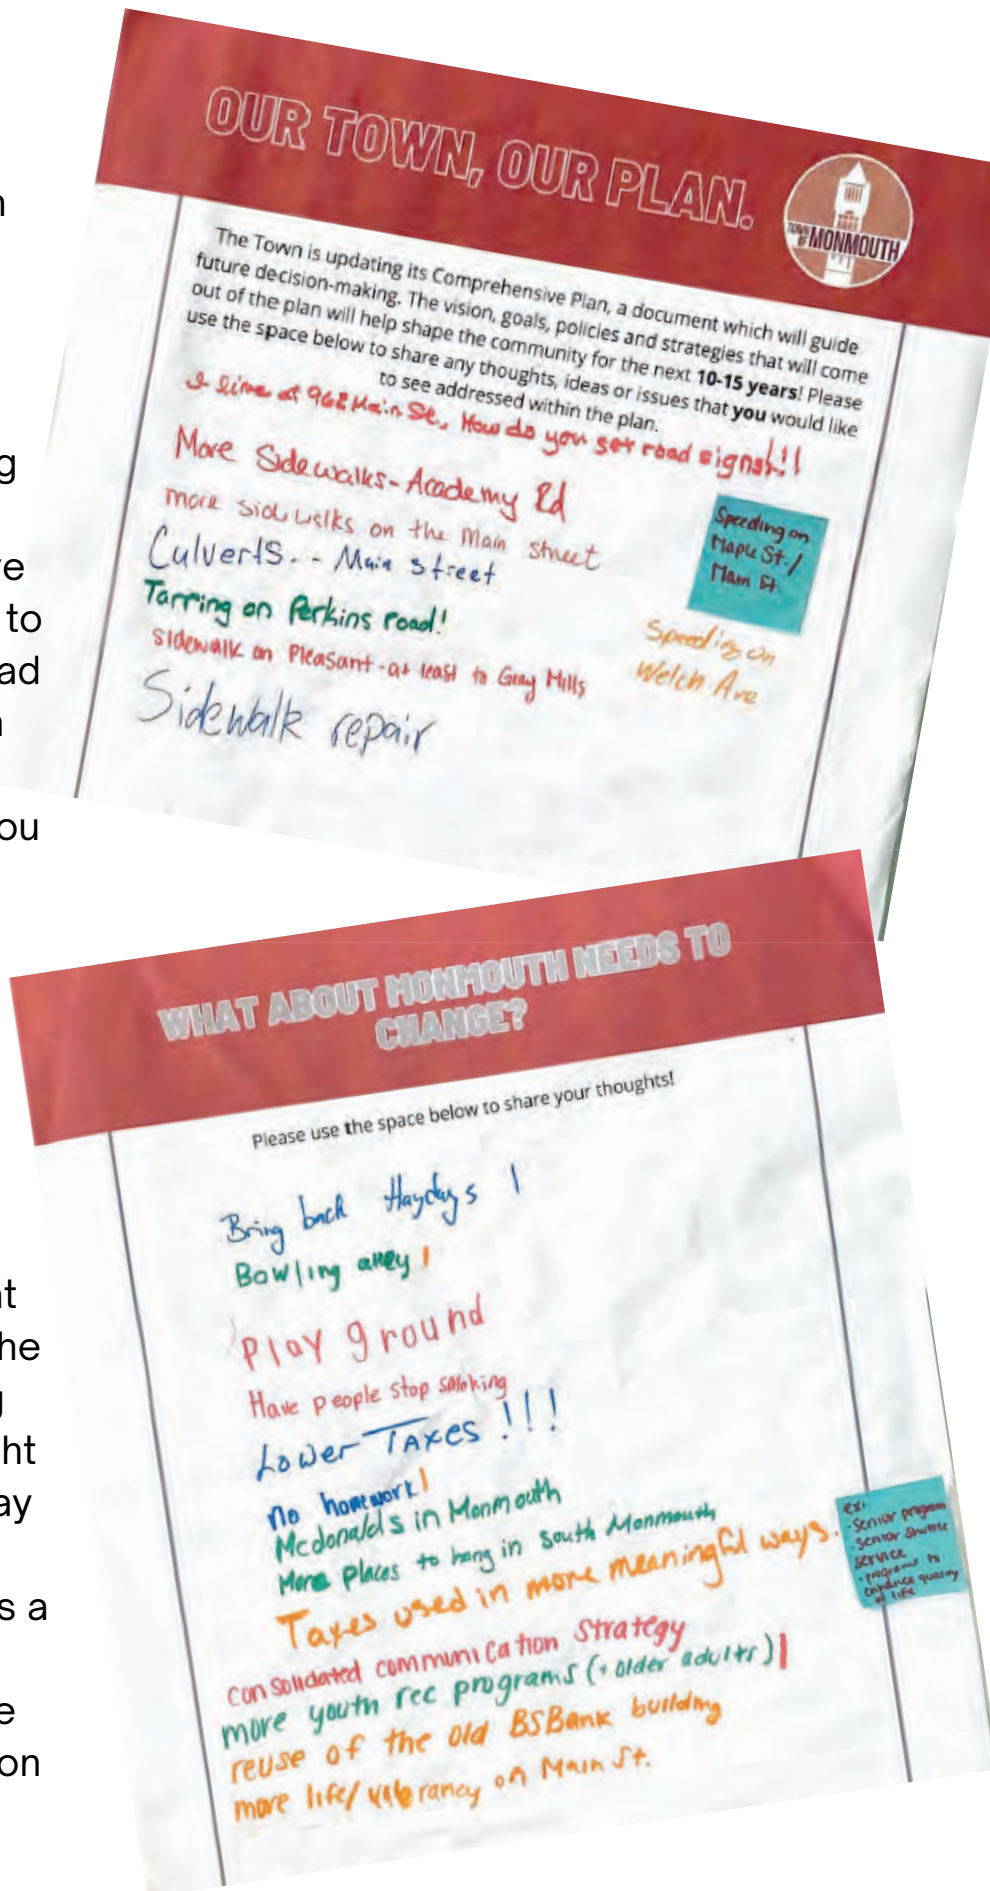 OUR TOWN, OUR PLAN.
TOWN OF MONMOUTH
The Town is updating its Comprehensive Plan, a document which will guide
future decision-making. The vision, goals, policies and strategies that will come
out of the plan will help shape the community for the next 10-15 years! Please
use the space below to share any thoughts, ideas or issues that you would like
to see addressed within the plan.
I live at 968 Main St., How do you get road signs!!!
More Sidewalks - Academy Rd
more sidewalks on the Main street
Culverts. - - Main street
Tarring on Perkins road!
sidewalk on Pleasant - at least to Grey Mills
Sidewalk repair
Speeding on
Maple St. /
Main St.
Speeding on
Welch Ave
WHAT ABOUT MONMOUTH NEEDS TO
CHANGE?
Please use the space below to share your thoughts!
Bring back Haydays |
Bowling alley |
Play ground
Have people stop smoking
Lower TAXES !!!
no homework! |
Mcdonalds in Monmouth
More places to hang in South Monmouth
Taxes used in more meaningful ways.
ex:
- Senior program
- Senior Shuttle
service
- programs to
enhance quality
of life
consolidated communication strategy
more youth rec programs (+ older adults) |
reuse of the old BSBank building
more life/ vibrancy on Main St.
n
g
e
to
ad
n
ou
t
he
g
ht
ay
s a
e
on